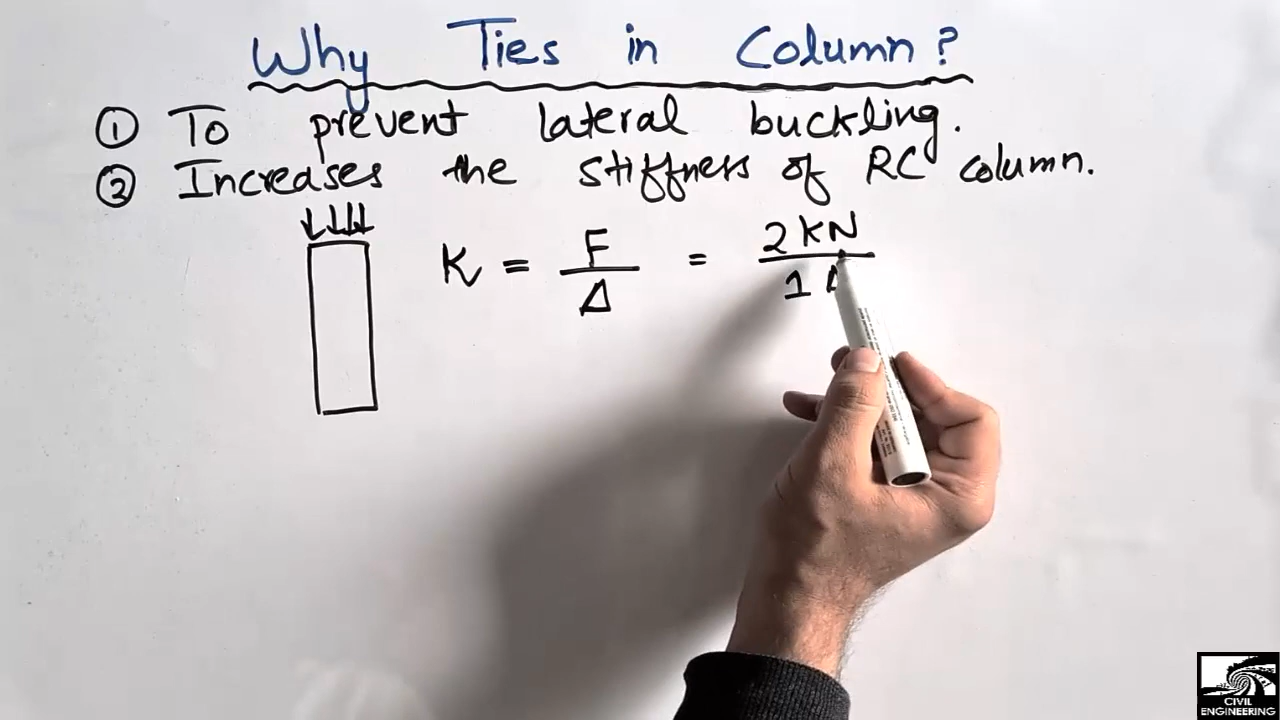 Why Ties in Column?
① To prevent lateral buckling.
② Increases the stiffness of RC column.
K = F / Δ = 2 KN / 1 Δ
CIVIL
ENGINEERING